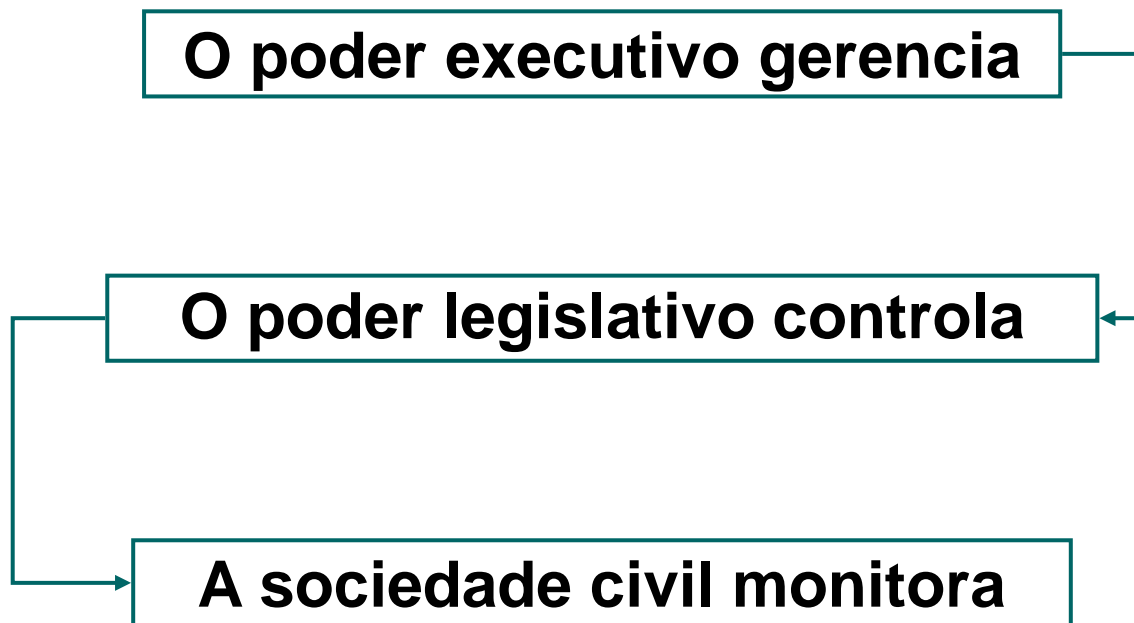 O poder executivo gerencia
O poder legislativo controla
A sociedade civil monitora